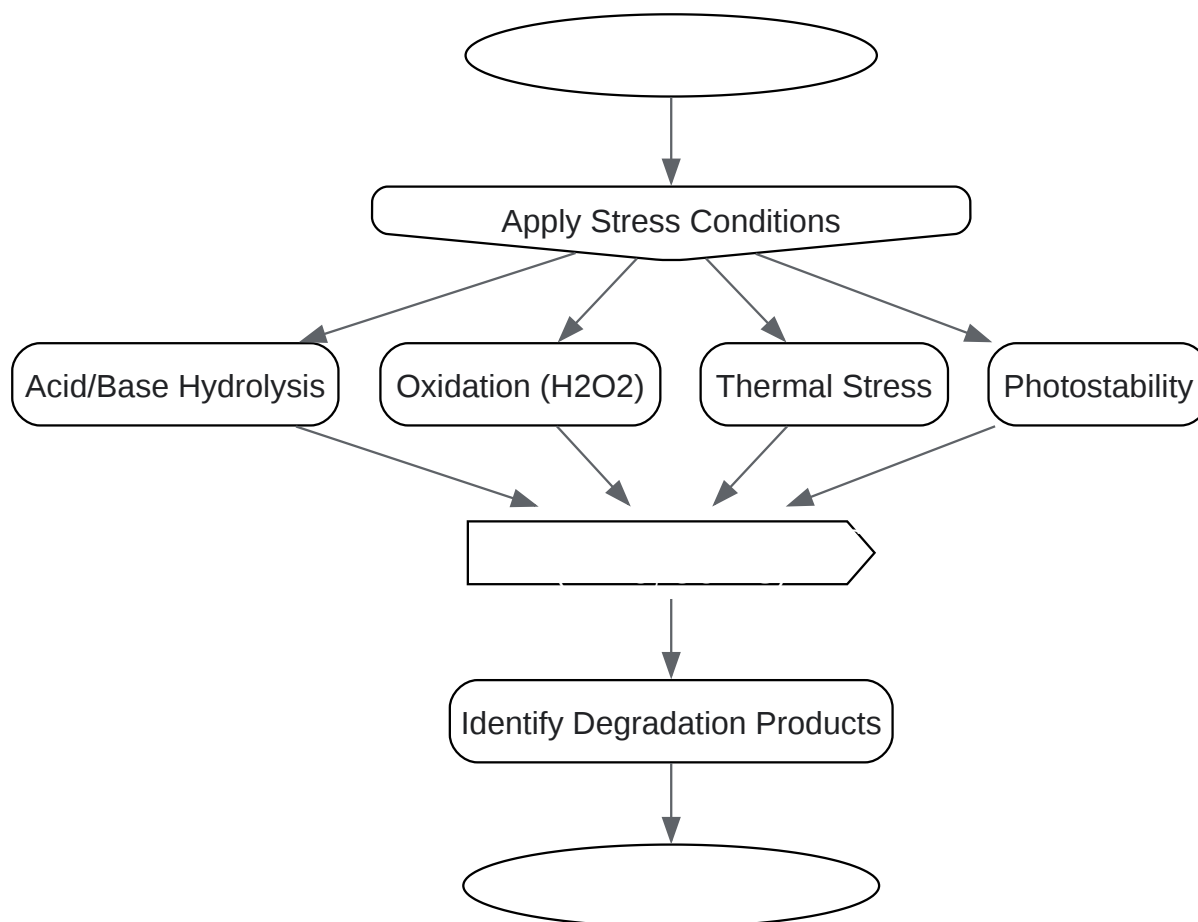 Apply Stress Conditions
Acid/Base Hydrolysis
Oxidation (H2O2)
Thermal Stress
Photostability
Identify Degradation Products